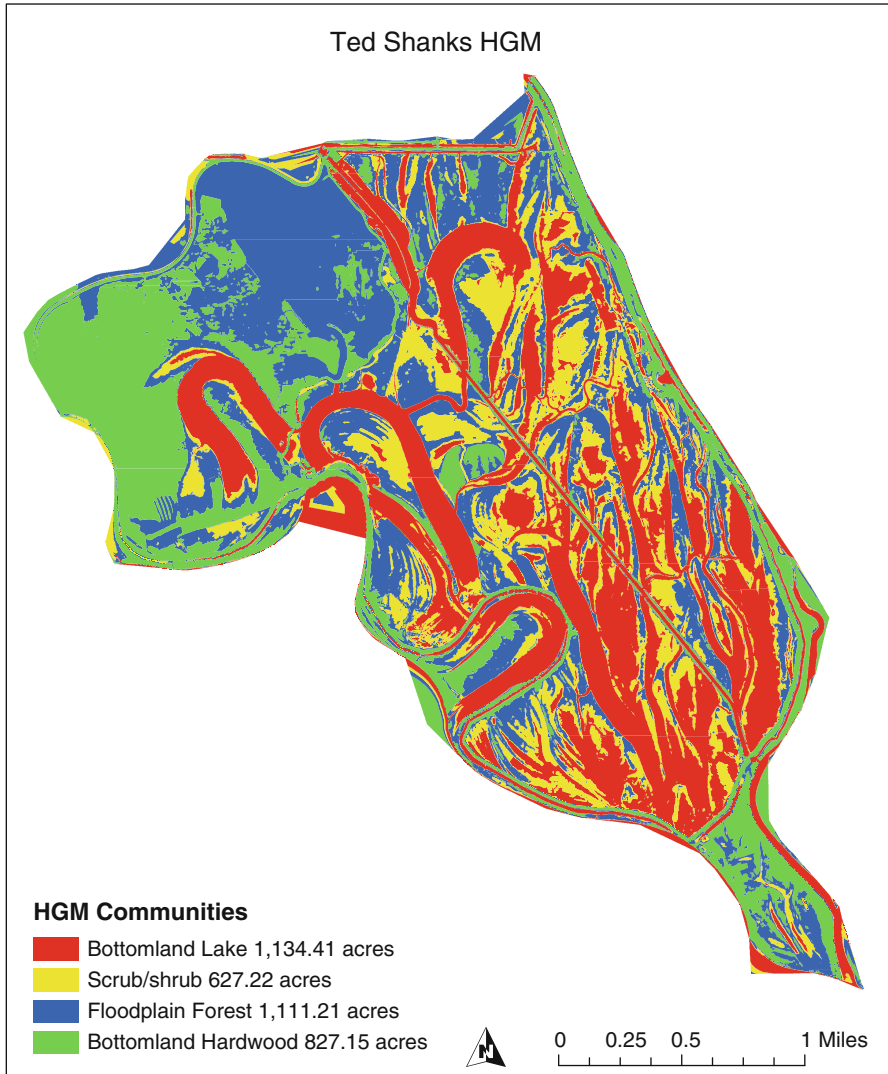 Ted Shanks HGM
HGM Communities
Bottomland Lake 1,134.41 acres
Scrub/shrub 627.22 acres
Floodplain Forest 1,111.21 acres
Bottomland Hardwood 827.15 acres
N
0 0.25 0.5 1 Miles